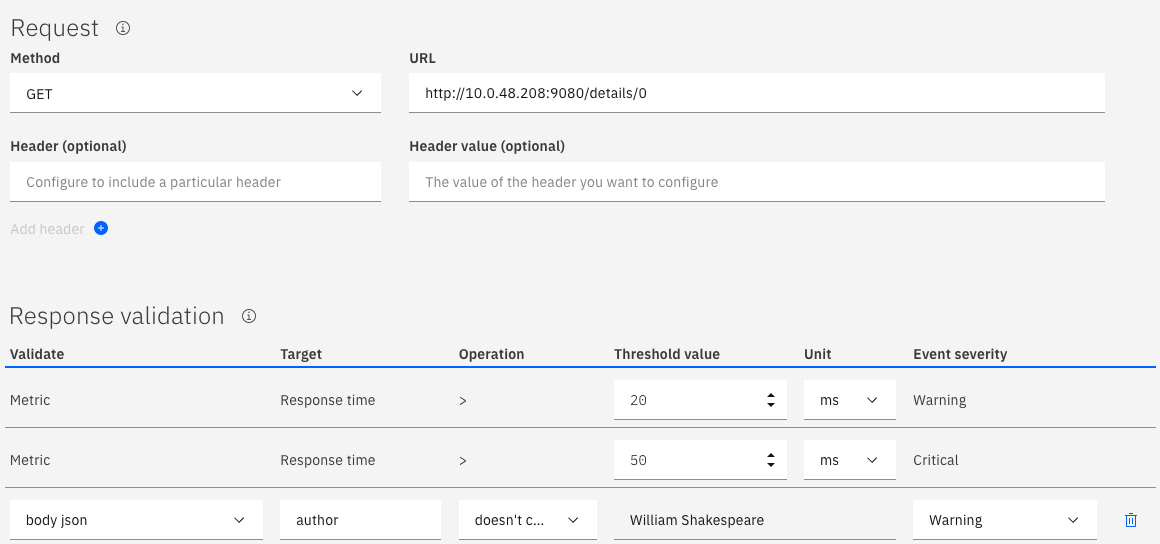 Request
Method URL
GET http://10.0.48.208:9080/details/0
Header (optional) Header value (optional)
Configure to include a particular header The value of the header you want to configure
Add header
Response validation
Validate Target Operation Threshold value Unit Event severity
Metric Response time > 20 ms Warning
Metric Response time > 50 ms Critical
body json author doesn't c... William Shakespeare Warning